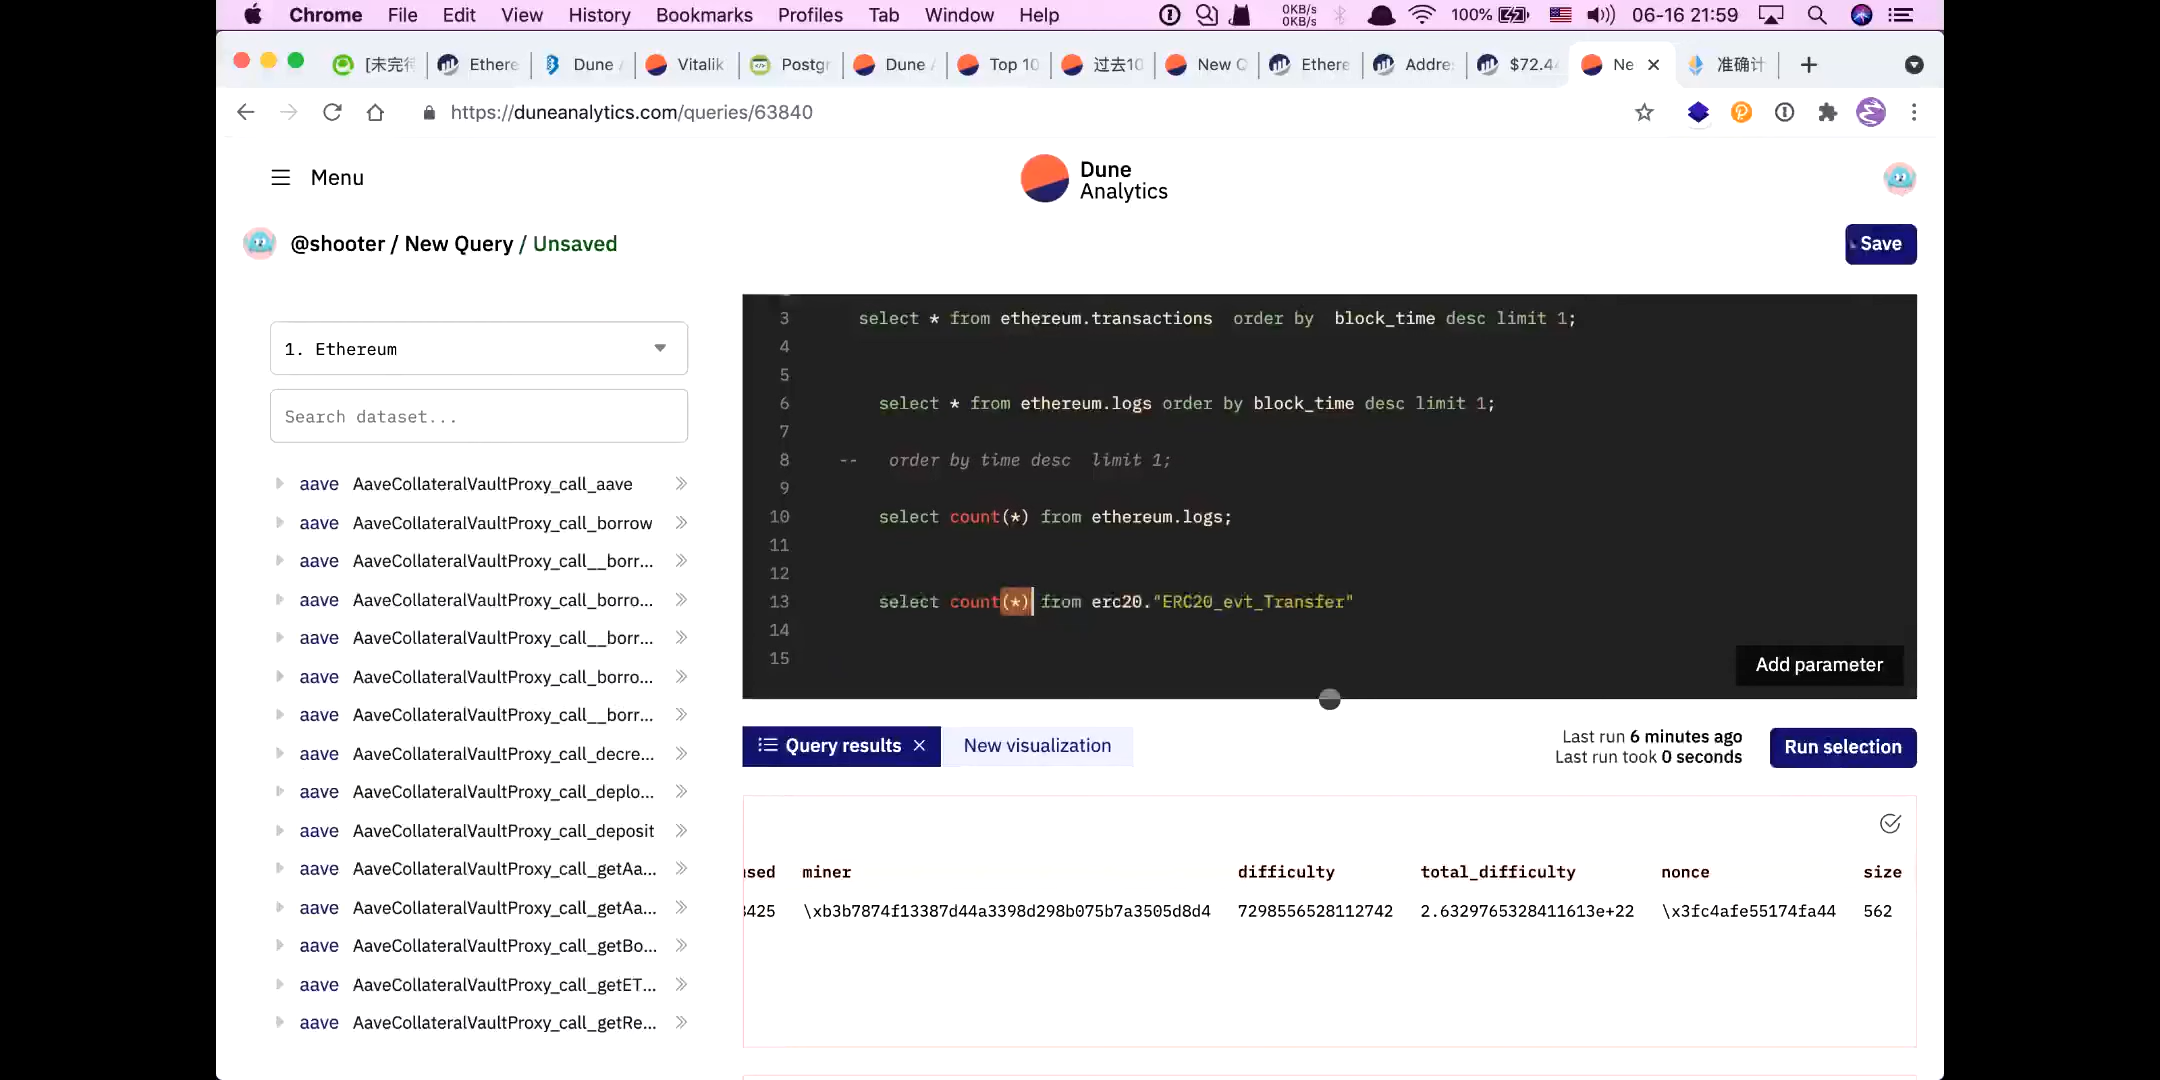 Chrome File Edit View History Bookmarks Profiles Tab Window Help 0KB/s 0KB/s 100% 06-16 21:59
[未完待 Ethere Dune A Vitalik Postgr Dune A Top 10 过去10 New Q Ethere Addre $72.44 Ne 准确计
https://duneanalytics.com/queries/63840
Menu
Dune
Analytics
@shooter / New Query / Unsaved
Save
1. Ethereum
Search dataset...
aave AaveCollateralVaultProxy_call_aave
aave AaveCollateralVaultProxy_call_borrow
aave AaveCollateralVaultProxy_call__borr...
aave AaveCollateralVaultProxy_call_borro...
aave AaveCollateralVaultProxy_call__borr...
aave AaveCollateralVaultProxy_call_borro...
aave AaveCollateralVaultProxy_call__borr...
aave AaveCollateralVaultProxy_call_decre...
aave AaveCollateralVaultProxy_call_deplo...
aave AaveCollateralVaultProxy_call_deposit
aave AaveCollateralVaultProxy_call_getAa...
aave AaveCollateralVaultProxy_call_getAa...
aave AaveCollateralVaultProxy_call_getBo...
aave AaveCollateralVaultProxy_call_getET...
aave AaveCollateralVaultProxy_call_getRe...
3 select * from ethereum.transactions order by block_time desc limit 1;
4
5
6 select * from ethereum.logs order by block_time desc limit 1;
7
8 -- order by time desc limit 1;
9
10 select count(*) from ethereum.logs;
11
12
13 select count(*) from erc20."ERC20_evt_Transfer"
14
15
Add parameter
Query results
New visualization
Last run 6 minutes ago
Last run took 0 seconds
Run selection
used miner difficulty total_difficulty nonce size
3425 \xb3b7874f13387d44a3398d298b075b7a3505d8d4 7298556528112742 2.6329765328411613e+22 \x3fc4afe55174fa44 562